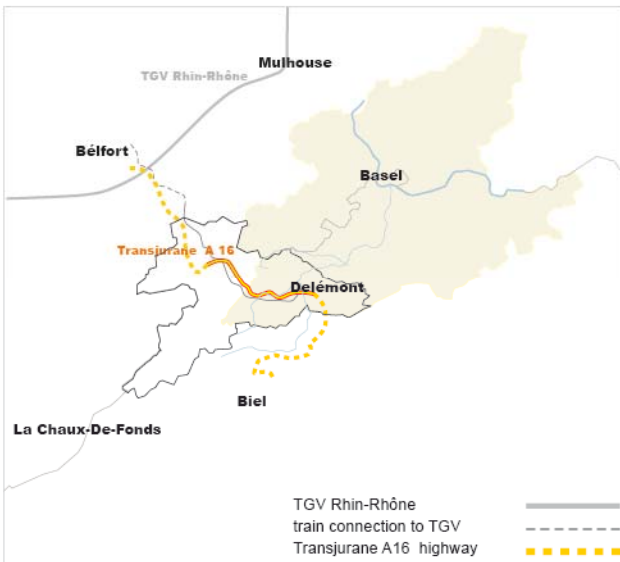 Mulhouse
TGV Rhin-Rhône
Bélfort
Basel
Transjurane A 16
Delémont
Biel
La Chaux-De-Fonds
TGV Rhin-Rhône
train connection to TGV
Transjurane A16 highway